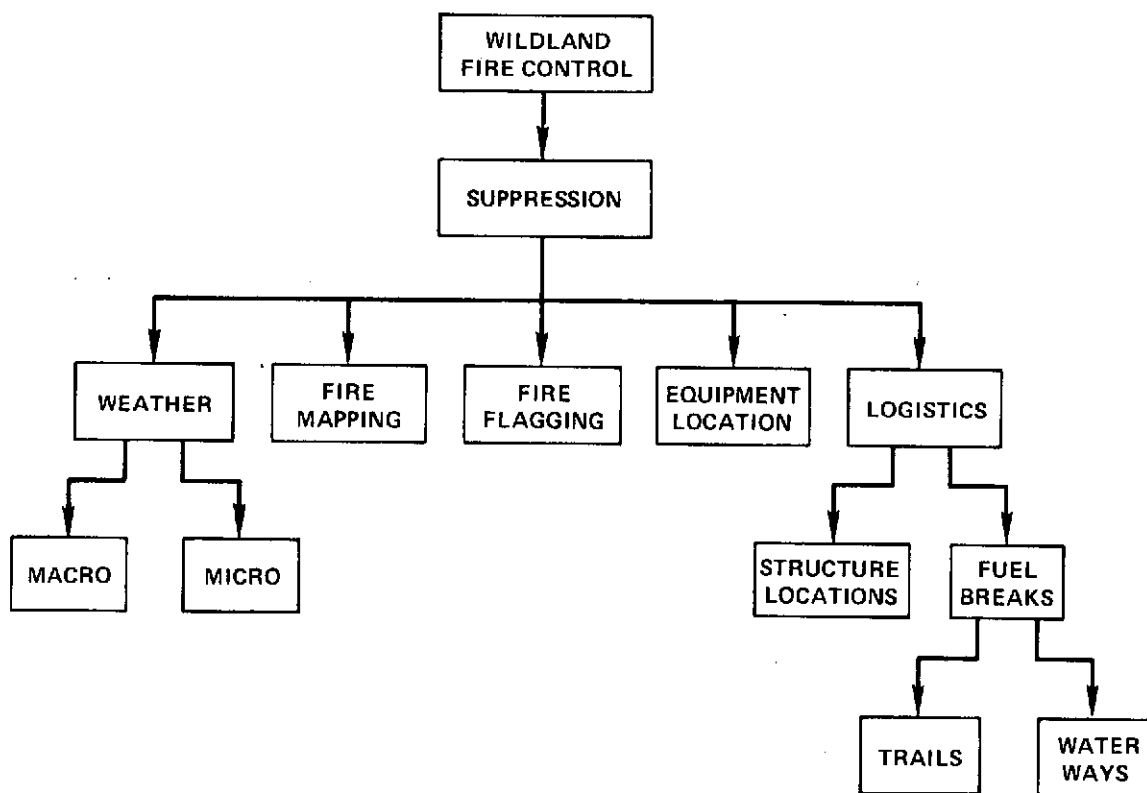 WILDLAND
FIRE CONTROL
SUPPRESSION
WEATHER
FIRE
MAPPING
FIRE
FLAGGING
EQUIPMENT
LOCATION
LOGISTICS
MACRO
MICRO
STRUCTURE
LOCATIONS
FUEL
BREAKS
TRAILS
WATER
WAYS